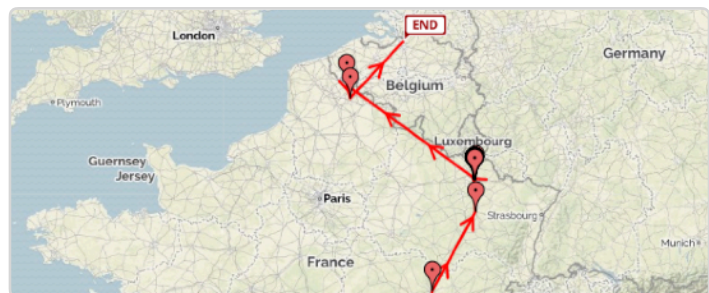 END
London
Germany
Belgium
Plymouth
Luxembourg
Guernsey
Jersey
Paris
Strasbourg
Munich
France